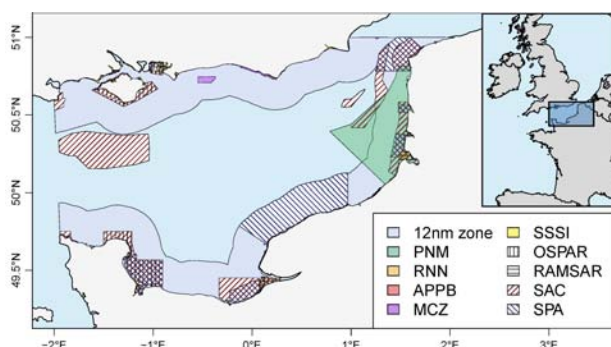 51°N
50.5°N
50°N
49.5°N
-2°E
-1°E
0°E
1°E
2°E
3°E
12nm zone
PNM
RNN
APPB
MCZ
SSSI
OSPAR
RAMSAR
SAC
SPA